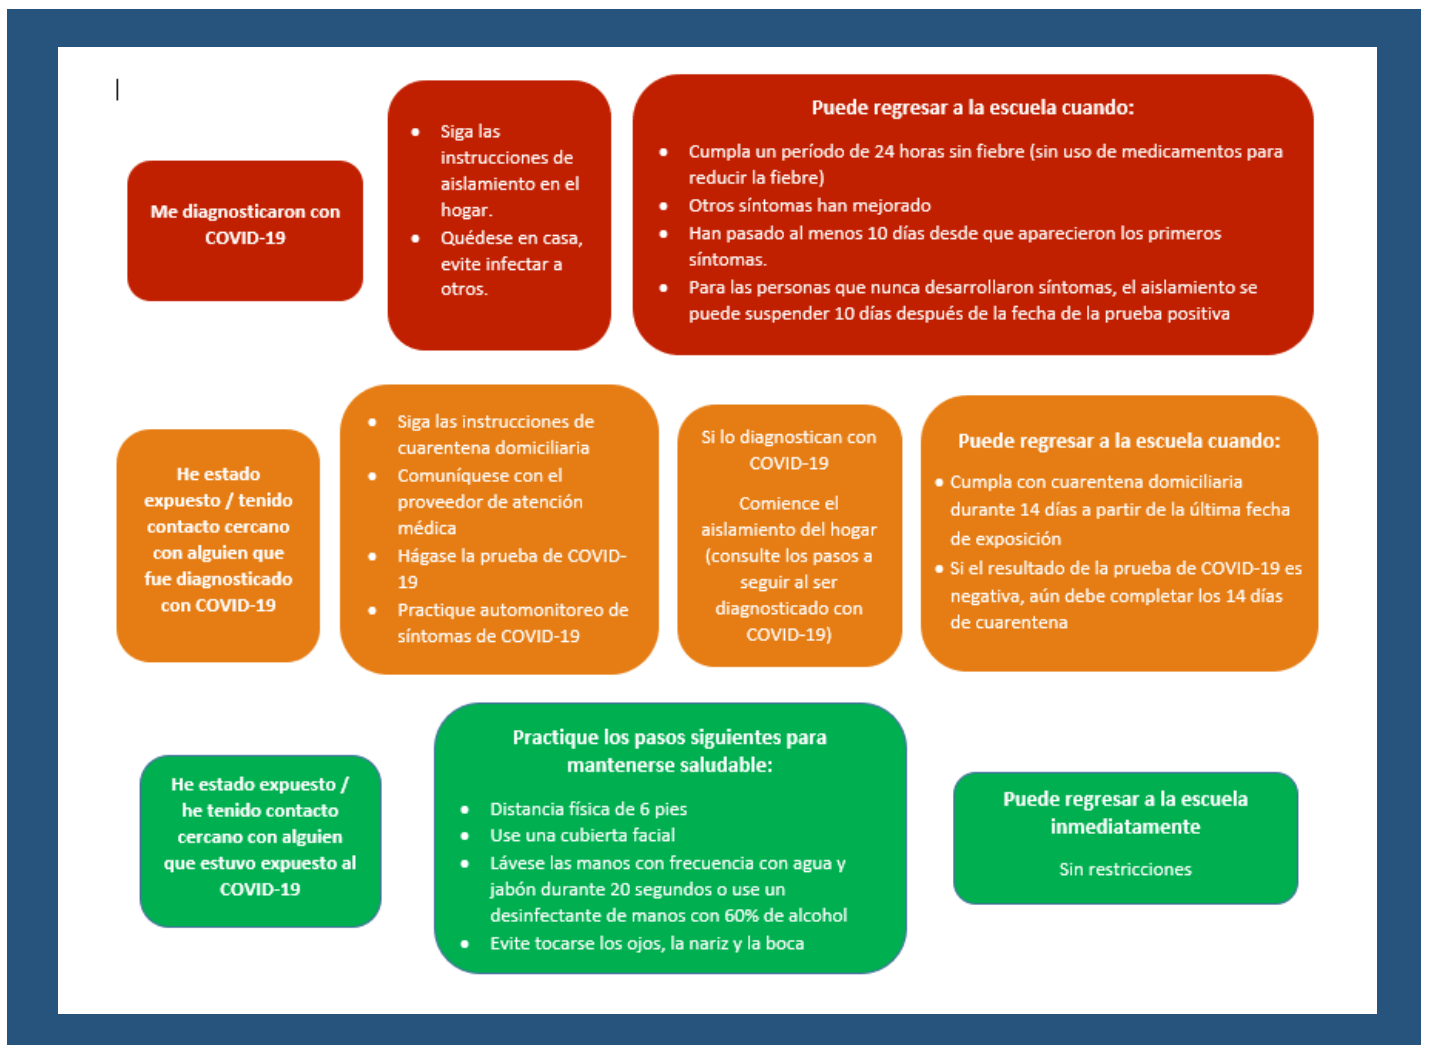 Me diagnosticaron con
COVID-19
● Siga las
instrucciones de
aislamiento en el
hogar.
● Quédese en casa,
evite infectar a
otros.
Puede regresar a la escuela cuando:
● Cumpla un período de 24 horas sin fiebre (sin uso de medicamentos para
reducir la fiebre)
● Otros síntomas han mejorado
● Han pasado al menos 10 días desde que aparecieron los primeros
síntomas.
● Para las personas que nunca desarrollaron síntomas, el aislamiento se
puede suspender 10 días después de la fecha de la prueba positiva
He estado
expuesto / tenido
contacto cercano
con alguien que
fue diagnosticado
con COVID-19
● Siga las instrucciones de
cuarentena domiciliaria
● Comuníquese con el
proveedor de atención
médica
● Hágase la prueba de COVID-
19
● Practique automonitoreo de
síntomas de COVID-19
Si lo diagnostican con
COVID-19
Comience el
aislamiento del hogar
(consulte los pasos a
seguir al ser
diagnosticado con
COVID-19)
Puede regresar a la escuela cuando:
● Cumpla con cuarentena domiciliaria
durante 14 días a partir de la última fecha
de exposición
● Si el resultado de la prueba de COVID-19 es
negativa, aún debe completar los 14 días
de cuarentena
He estado expuesto /
he tenido contacto
cercano con alguien
que estuvo expuesto al
COVID-19
Practique los pasos siguientes para
mantenerse saludable:
● Distancia física de 6 pies
● Use una cubierta facial
● Lávese las manos con frecuencia con agua y
jabón durante 20 segundos o use un
desinfectante de manos con 60% de alcohol
● Evite tocarse los ojos, la nariz y la boca
Puede regresar a la escuela
inmediatamente
Sin restricciones